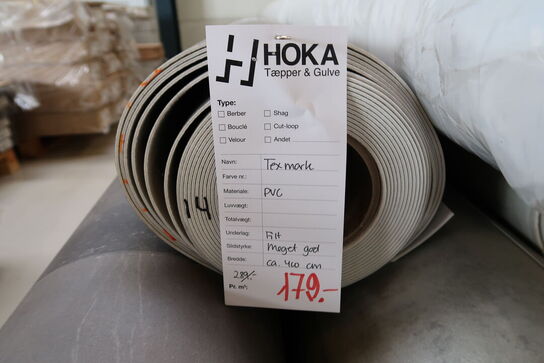 HOKA
Tæpper & Gulve
Type:
Berber Shag
Bouclé Cut-loop
Velour Andet
Navn: Texmark
Farve nr.:
Materiale: PVC
Luvvægt:
Totalvægt:
Underlag: Filt
Slidstyrke: Meget god
Bredde: ca. 400 cm
289,-
Pr. m²: 179,-
14